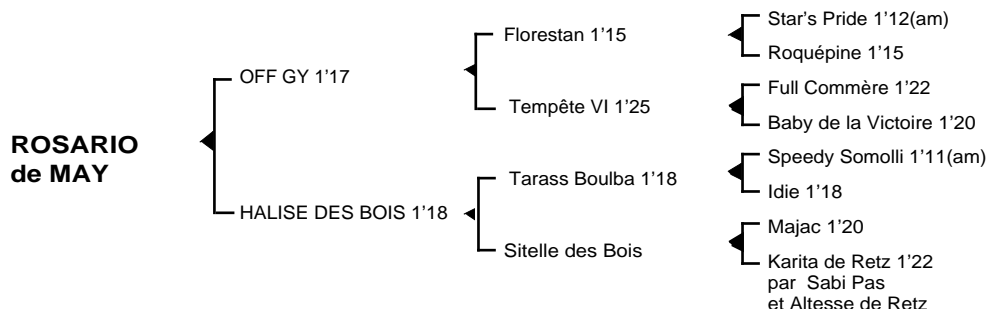 ROSARIO
de MAY
OFF GY 1’17
HALISE DES BOIS 1’18
Florestan 1’15
Tempête VI 1’25
Tarass Boulba 1’18
Sitelle des Bois
Star’s Pride 1’12(am)
Roquépine 1’15
Full Commère 1’22
Baby de la Victoire 1’20
Speedy Somolli 1’11(am)
Idie 1’18
Majac 1’20
Karita de Retz 1’22
par Sabi Pas
et Altesse de Retz